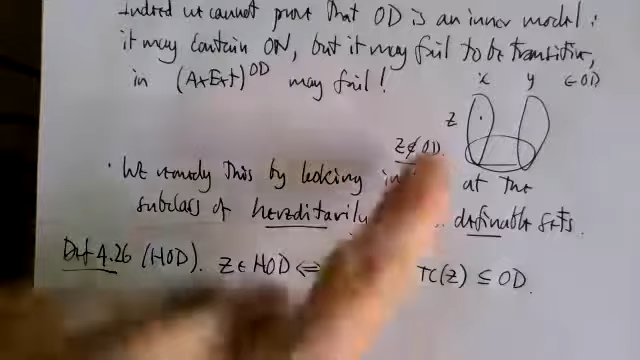 Indeed we cannot prove that OD is an inner model:
it may contain ON, but it may fail to be transitive,
in (AxExt)^OD may fail!
x y ∈ OD
z
z ∉ OD.
· We remedy this by looking in at the
subclass of hereditarily definable sets.
Def 4.26 (HOD). z ∈ HOD ⇔ TC(z) ⊆ OD.